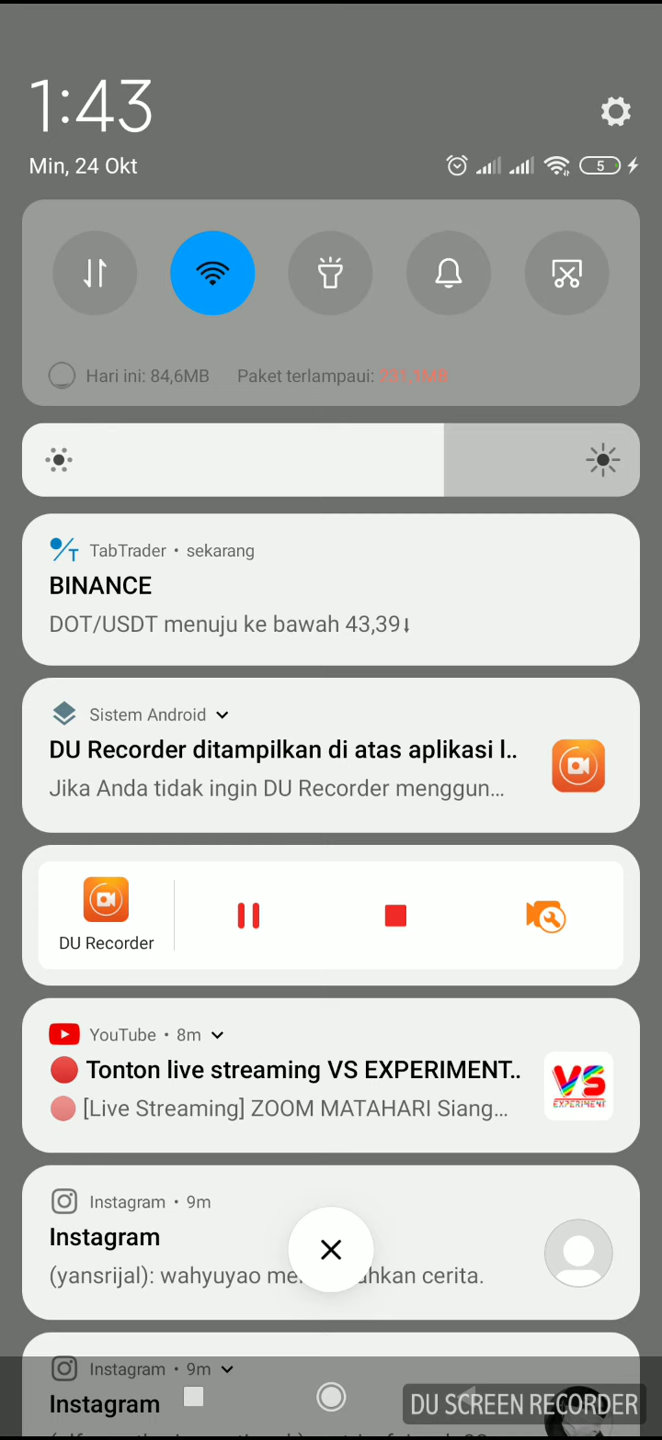 1:43
Min, 24 Okt
5
Hari ini: 84,6MB Paket terlampaui: 231,1MB
TabTrader • sekarang
BINANCE
DOT/USDT menuju ke bawah 43,39↓
Sistem Android
DU Recorder ditampilkan di atas aplikasi l..
Jika Anda tidak ingin DU Recorder menggun...
DU Recorder
YouTube • 8m
🔴 Tonton live streaming VS EXPERIMENT..
🔴 [Live Streaming] ZOOM MATAHARI Siang...
VS
EXPERIMENT
Instagram • 9m
Instagram
(yansrijal): wahyuyao cerita.
Instagram • 9m
Instagram
DU SCREEN RECORDER